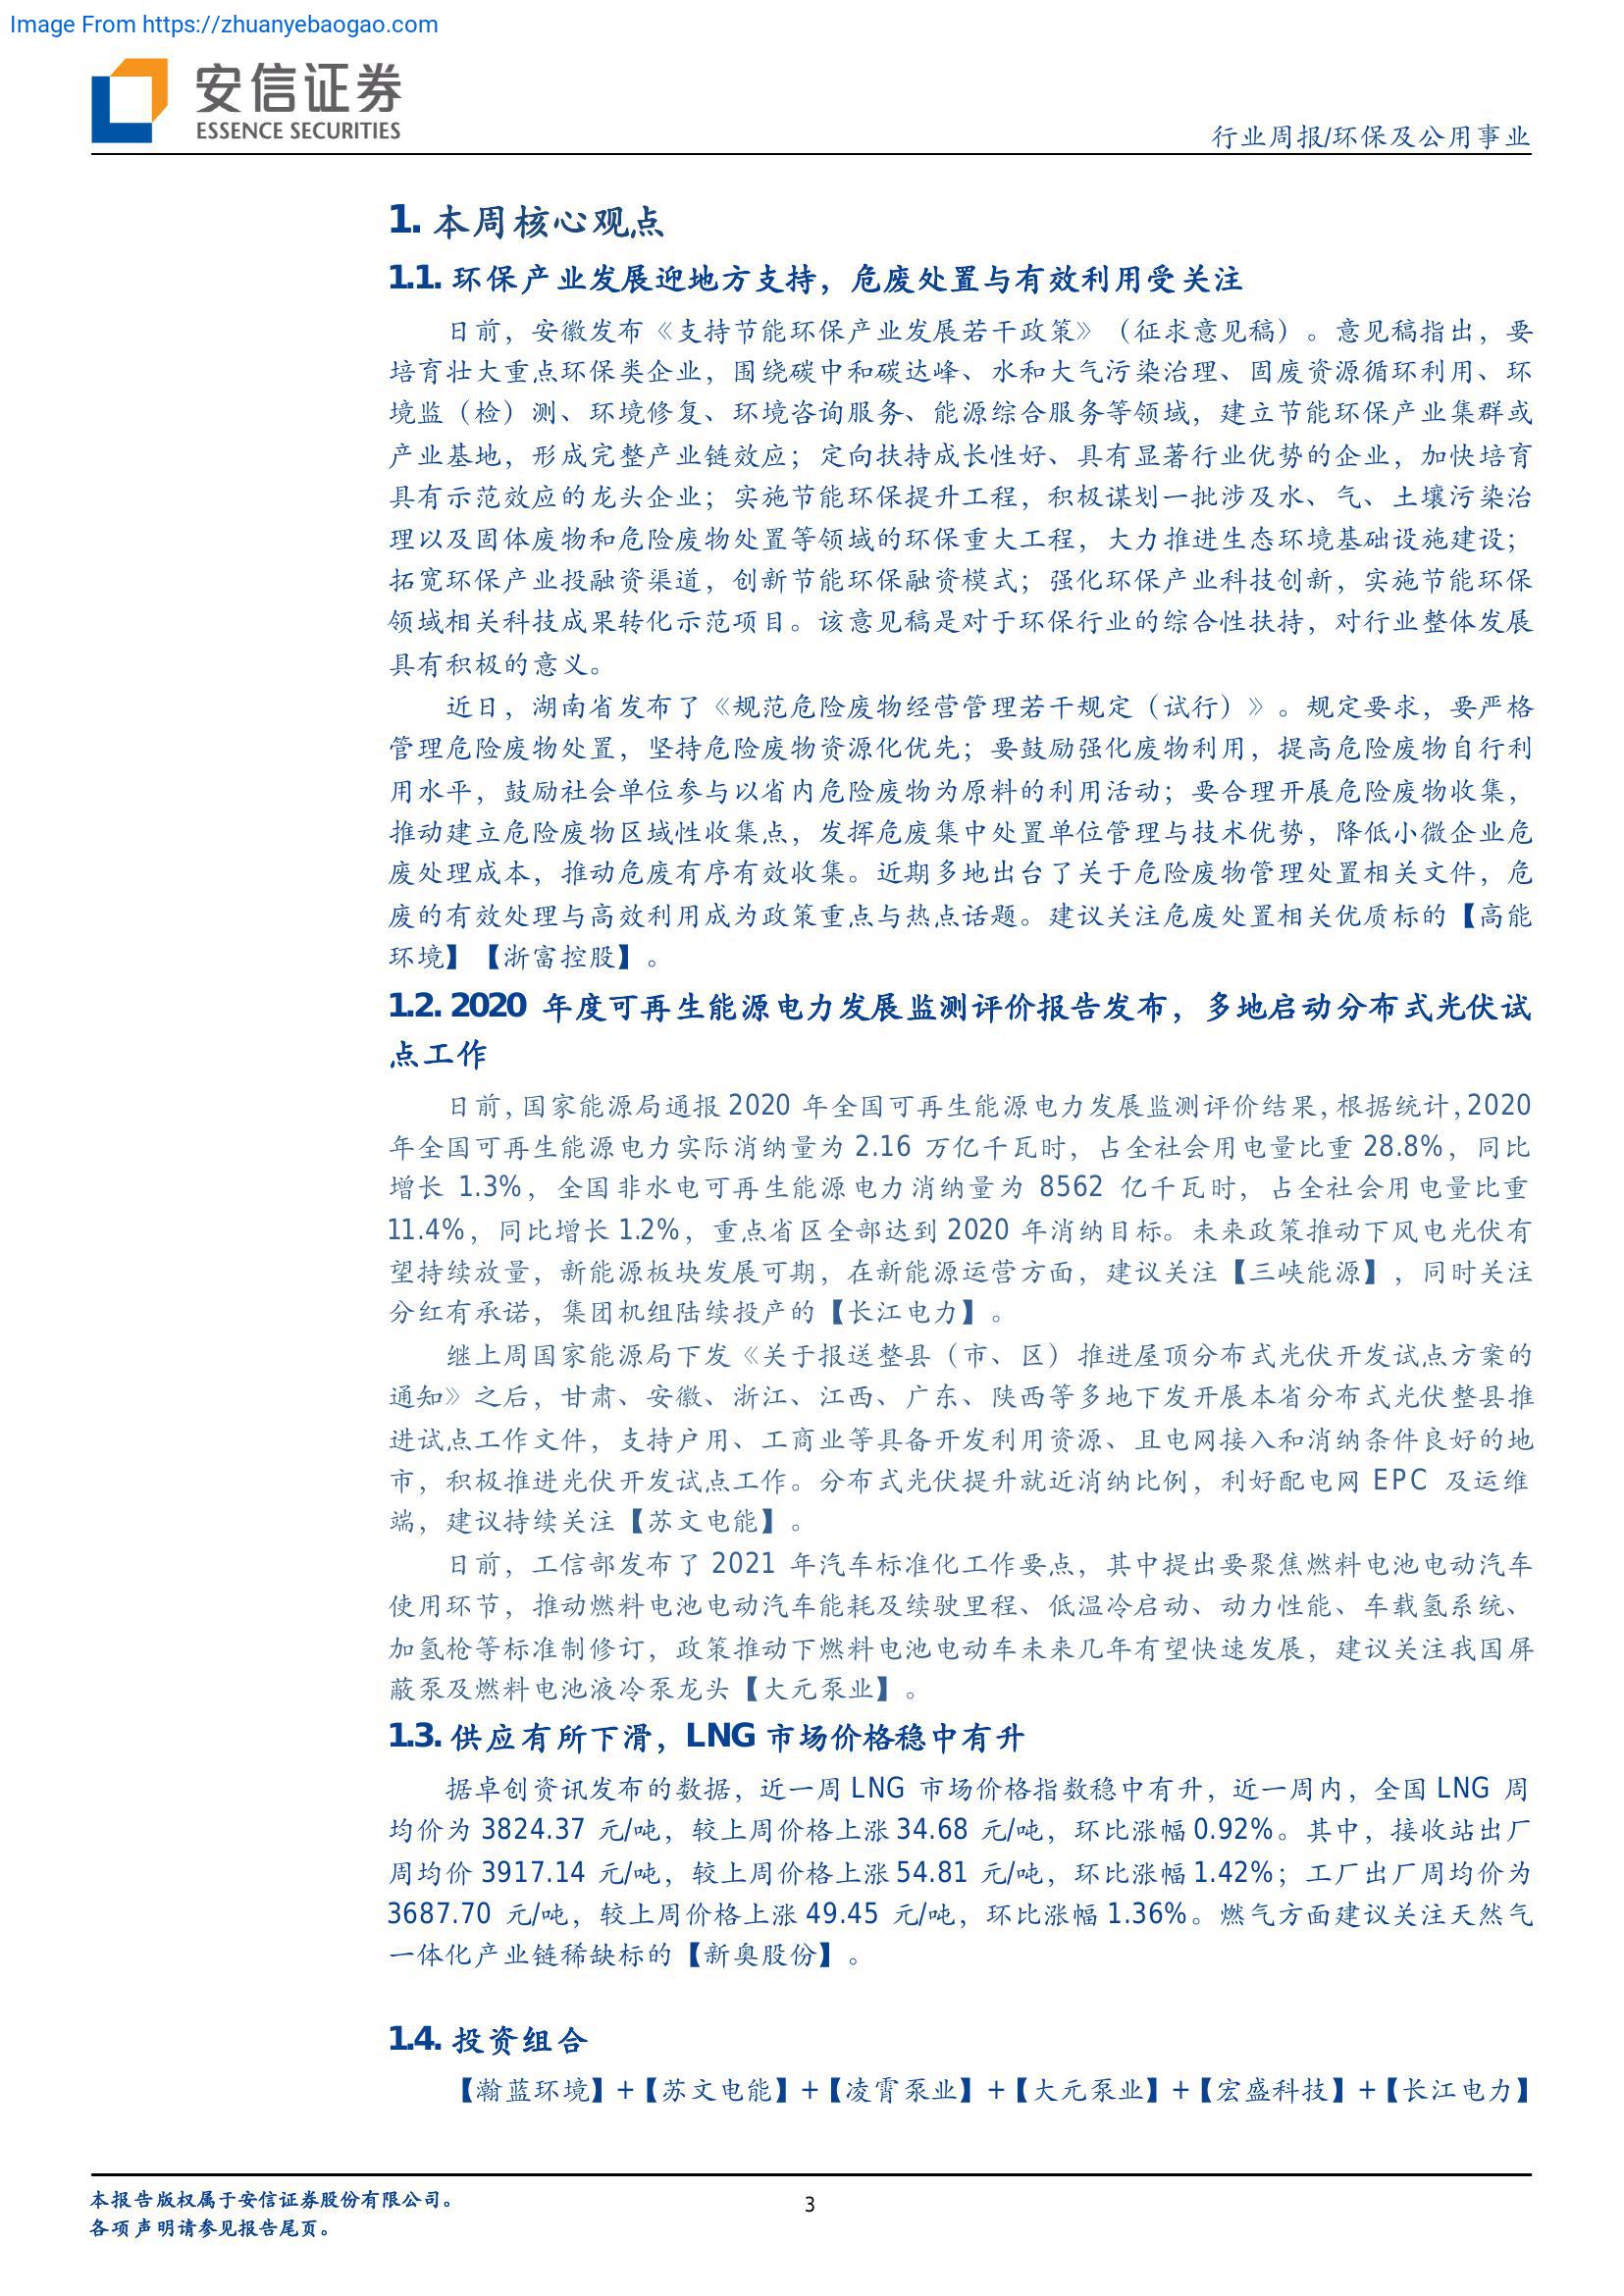 Image From https://zhuanyebaogao.com
安信证券
ESSENCE SECURITIES
行业周报/环保及公用事业
1. 本周核心观点
1.1. 环保产业发展迎地方支持，危废处置与有效利用受关注
日前，安徽发布《支持节能环保产业发展若干政策》（征求意见稿）。意见稿指出，要
培育壮大重点环保类企业，围绕碳中和碳达峰、水和大气污染治理、固废资源循环利用、环
境监（检）测、环境修复、环境咨询服务、能源综合服务等领域，建立节能环保产业集群或
产业基地，形成完整产业链效应；定向扶持成长性好、具有显著行业优势的企业，加快培育
具有示范效应的龙头企业；实施节能环保提升工程，积极谋划一批涉及水、气、土壤污染治
理以及固体废物和危险废物处置等领域的环保重大工程，大力推进生态环境基础设施建设；
拓宽环保产业投融资渠道，创新节能环保融资模式；强化环保产业科技创新，实施节能环保
领域相关科技成果转化示范项目。该意见稿是对于环保行业的综合性扶持，对行业整体发展
具有积极的意义。
近日，湖南省发布了《规范危险废物经营管理若干规定（试行）》。规定要求，要严格
管理危险废物处置，坚持危险废物资源化优先；要鼓励强化废物利用，提高危险废物自行利
用水平，鼓励社会单位参与以省内危险废物为原料的利用活动；要合理开展危险废物收集，
推动建立危险废物区域性收集点，发挥危废集中处置单位管理与技术优势，降低小微企业危
废处理成本，推动危废有序有效收集。近期多地出台了关于危险废物管理处置相关文件，危
废的有效处理与高效利用成为政策重点与热点话题。建议关注危废处置相关优质标的【高能
环境】【浙富控股】。
1.2. 2020 年度可再生能源电力发展监测评价报告发布，多地启动分布式光伏试
点工作
日前，国家能源局通报 2020 年全国可再生能源电力发展监测评价结果，根据统计，2020
年全国可再生能源电力实际消纳量为 2.16 万亿千瓦时，占全社会用电量比重 28.8%，同比
增长 1.3%，全国非水电可再生能源电力消纳量为 8562 亿千瓦时，占全社会用电量比重
11.4%，同比增长 1.2%，重点省区全部达到 2020 年消纳目标。未来政策推动下风电光伏有
望持续放量，新能源板块发展可期，在新能源运营方面，建议关注【三峡能源】，同时关注
分红有承诺，集团机组陆续投产的【长江电力】。
继上周国家能源局下发《关于报送整县（市、区）推进屋顶分布式光伏开发试点方案的
通知》之后，甘肃、安徽、浙江、江西、广东、陕西等多地下发开展本省分布式光伏整县推
进试点工作文件，支持户用、工商业等具备开发利用资源、且电网接入和消纳条件良好的地
市，积极推进光伏开发试点工作。分布式光伏提升就近消纳比例，利好配电网 EPC 及运维
端，建议持续关注【苏文电能】。
日前，工信部发布了 2021 年汽车标准化工作要点，其中提出要聚焦燃料电池电动汽车
使用环节，推动燃料电池电动汽车能耗及续驶里程、低温冷启动、动力性能、车载氢系统、
加氢枪等标准制修订，政策推动下燃料电池电动车未来几年有望快速发展，建议关注我国屏
蔽泵及燃料电池液冷泵龙头【大元泵业】。
1.3. 供应有所下滑，LNG 市场价格稳中有升
据卓创资讯发布的数据，近一周 LNG 市场价格指数稳中有升，近一周内，全国 LNG 周
均价为 3824.37 元/吨，较上周价格上涨 34.68 元/吨，环比涨幅 0.92%。其中，接收站出厂
周均价 3917.14 元/吨，较上周价格上涨 54.81 元/吨，环比涨幅 1.42%；工厂出厂周均价为
3687.70 元/吨，较上周价格上涨 49.45 元/吨，环比涨幅 1.36%。燃气方面建议关注天然气
一体化产业链稀缺标的【新奥股份】。
1.4. 投资组合
【瀚蓝环境】+【苏文电能】+【凌霄泵业】+【大元泵业】+【宏盛科技】+【长江电力】
本报告版权属于安信证券股份有限公司。
各项声明请参见报告尾页。
3